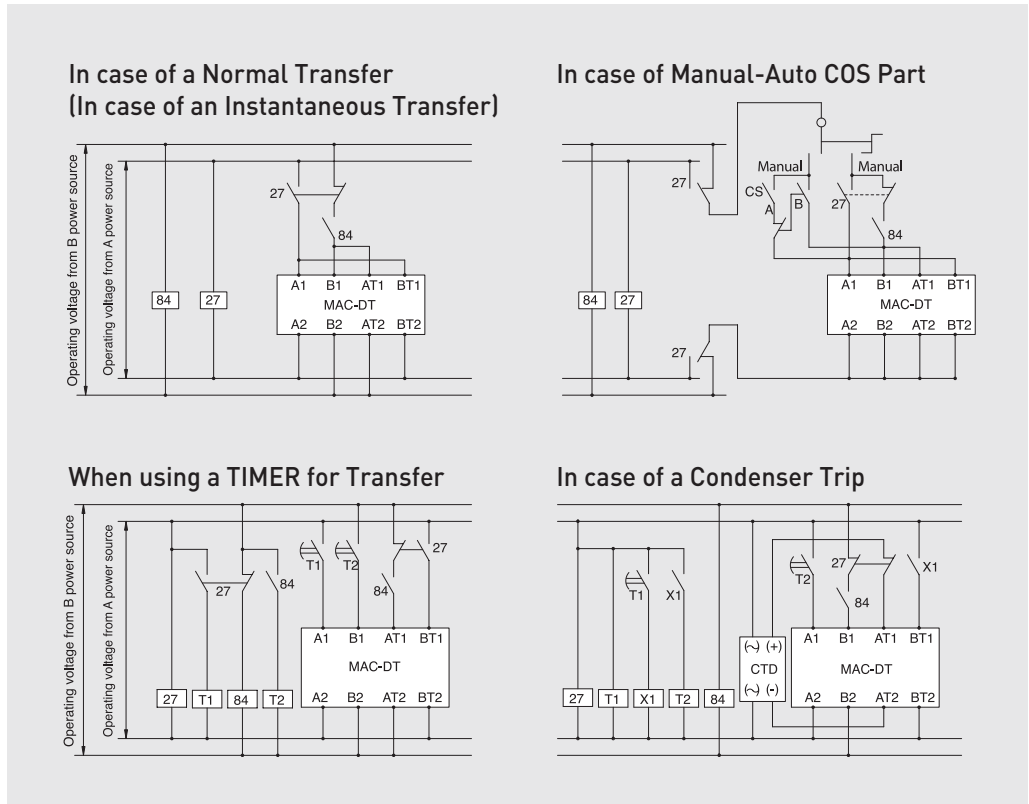 In case of a Normal Transfer
(In case of an Instantaneous Transfer)
Operating voltage from B power source
Operating voltage from A power source
27
84
84
27
A1 B1 AT1 BT1
MAC-DT
A2 B2 AT2 BT2
In case of Manual-Auto COS Part
Manual Manual
27
CS
A
B
27
84
84
27
A1 B1 AT1 BT1
MAC-DT
A2 B2 AT2 BT2
27
When using a TIMER for Transfer
Operating voltage from B power source
Operating voltage from A power source
27
84
T1
T2
84
27
A1 B1 AT1 BT1
MAC-DT
A2 B2 AT2 BT2
27 T1 84 T2
In case of a Condenser Trip
T1
X1
T2
27
84
X1
A1 B1 AT1 BT1
(~) (+)
CTD
(~) (-)
MAC-DT
A2 B2 AT2 BT2
27 T1 X1 T2 84